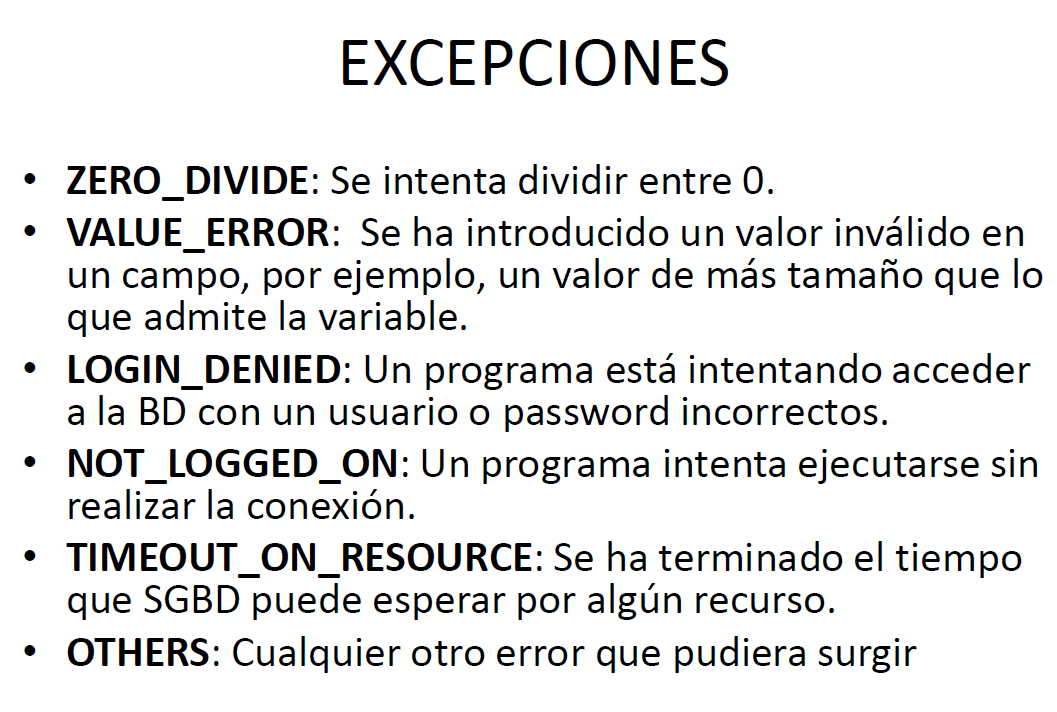 EXCEPCIONES
• ZERO_DIVIDE: Se intenta dividir entre 0.
• VALUE_ERROR:  Se ha introducido un valor inválido en
un campo, por ejemplo, un valor de más tamaño que lo
que admite la variable.
• LOGIN_DENIED: Un programa está intentando acceder
a la BD con un usuario o password incorrectos.
• NOT_LOGGED_ON: Un programa intenta ejecutarse sin
realizar la conexión.
• TIMEOUT_ON_RESOURCE: Se ha terminado el tiempo
que SGBD puede esperar por algún recurso.
• OTHERS: Cualquier otro error que pudiera surgir